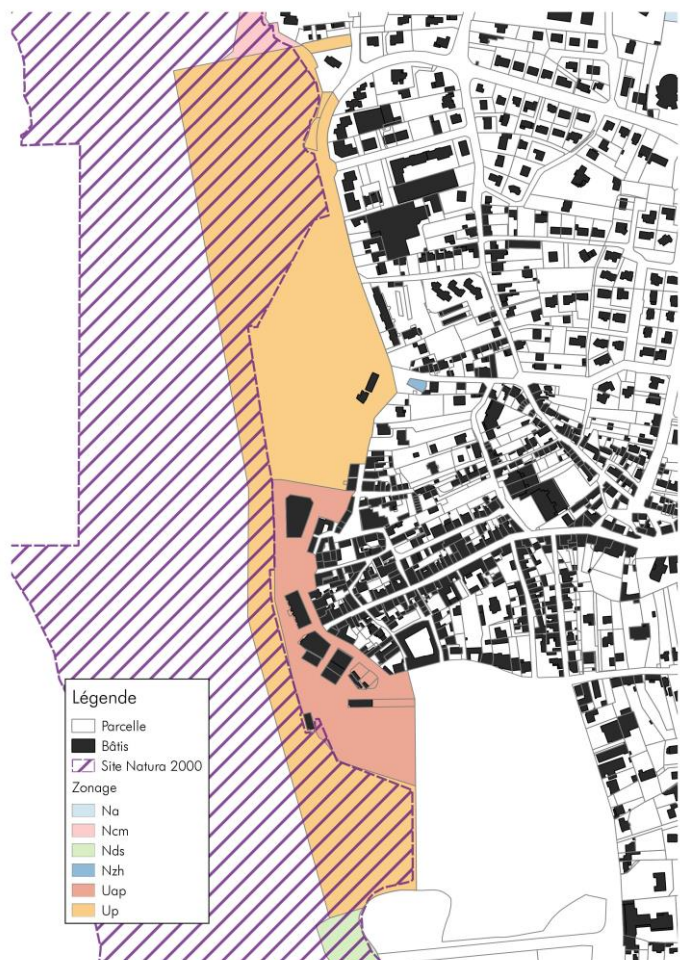 Légende
Parcelle
Bâtis
Site Natura 2000
Zonage
Na
Ncm
Nds
Nzh
Uap
Up